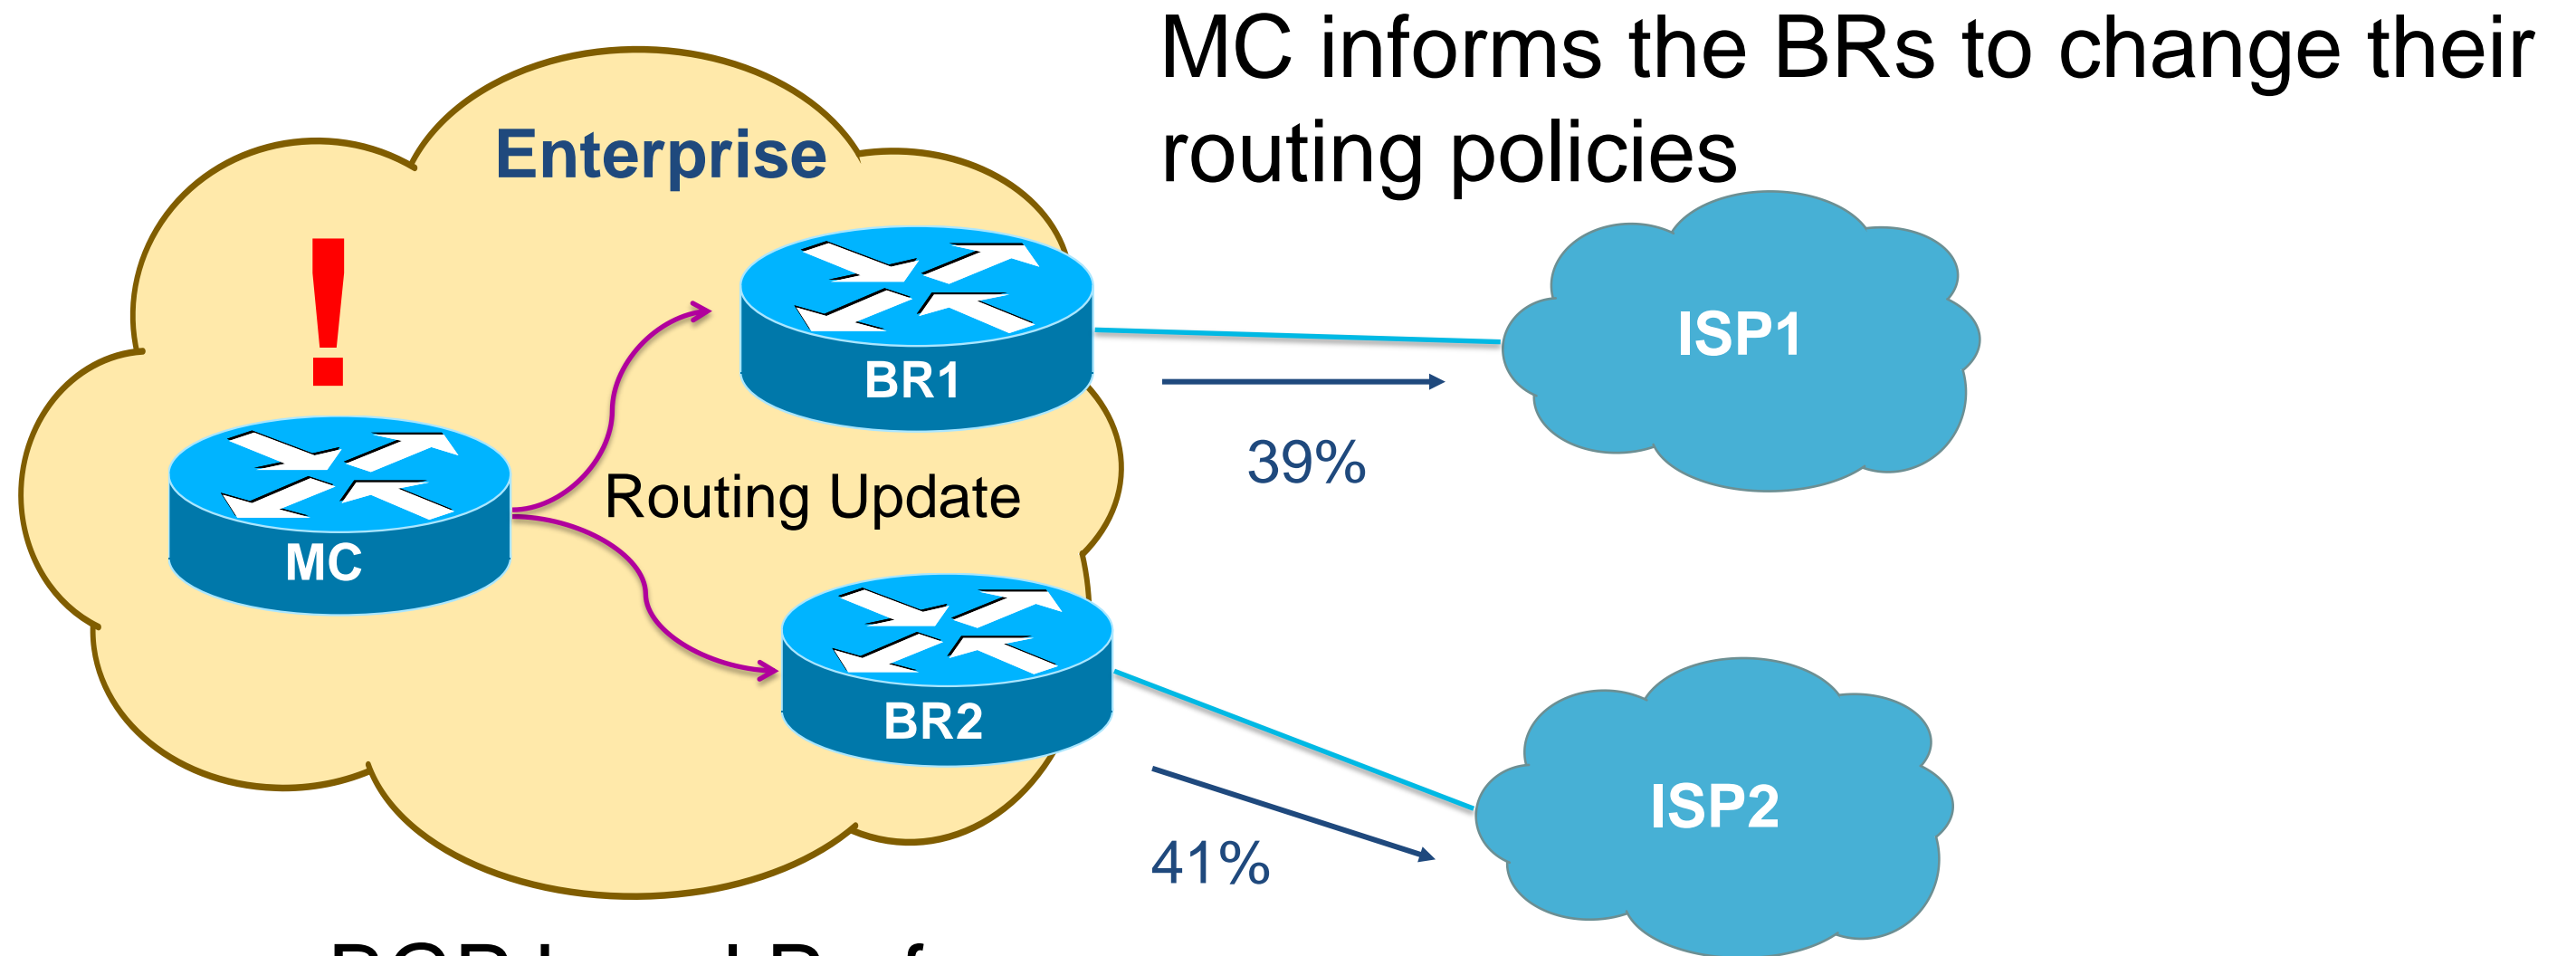 MC informs the BRs to change their
routing policies
Enterprise
!
BR1
ISP1
39%
Routing Update
MC
BR2
ISP2
41%